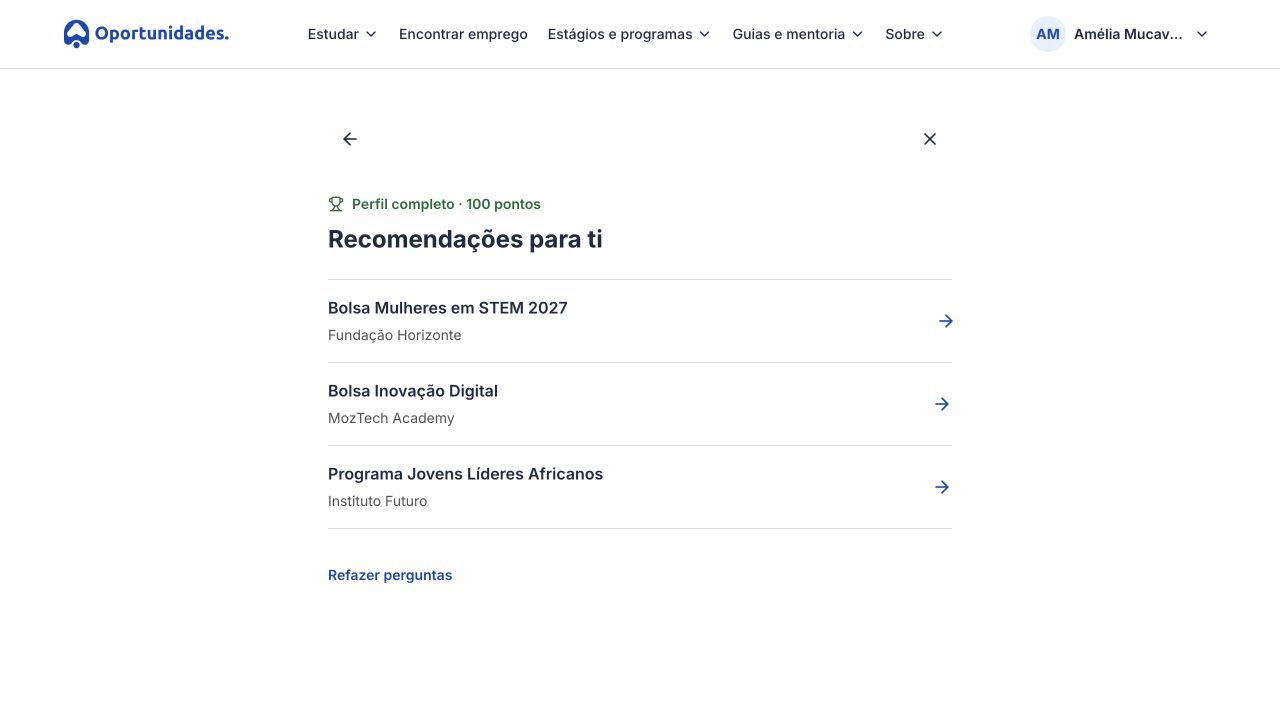 Oportunidades.
Estudar
Encontrar emprego
Estágios e programas
Guias e mentoria
Sobre
AM
Amélia Mucav...
Perfil completo · 100 pontos
Recomendações para ti
Bolsa Mulheres em STEM 2027
Fundação Horizonte
Bolsa Inovação Digital
MozTech Academy
Programa Jovens Líderes Africanos
Instituto Futuro
Refazer perguntas